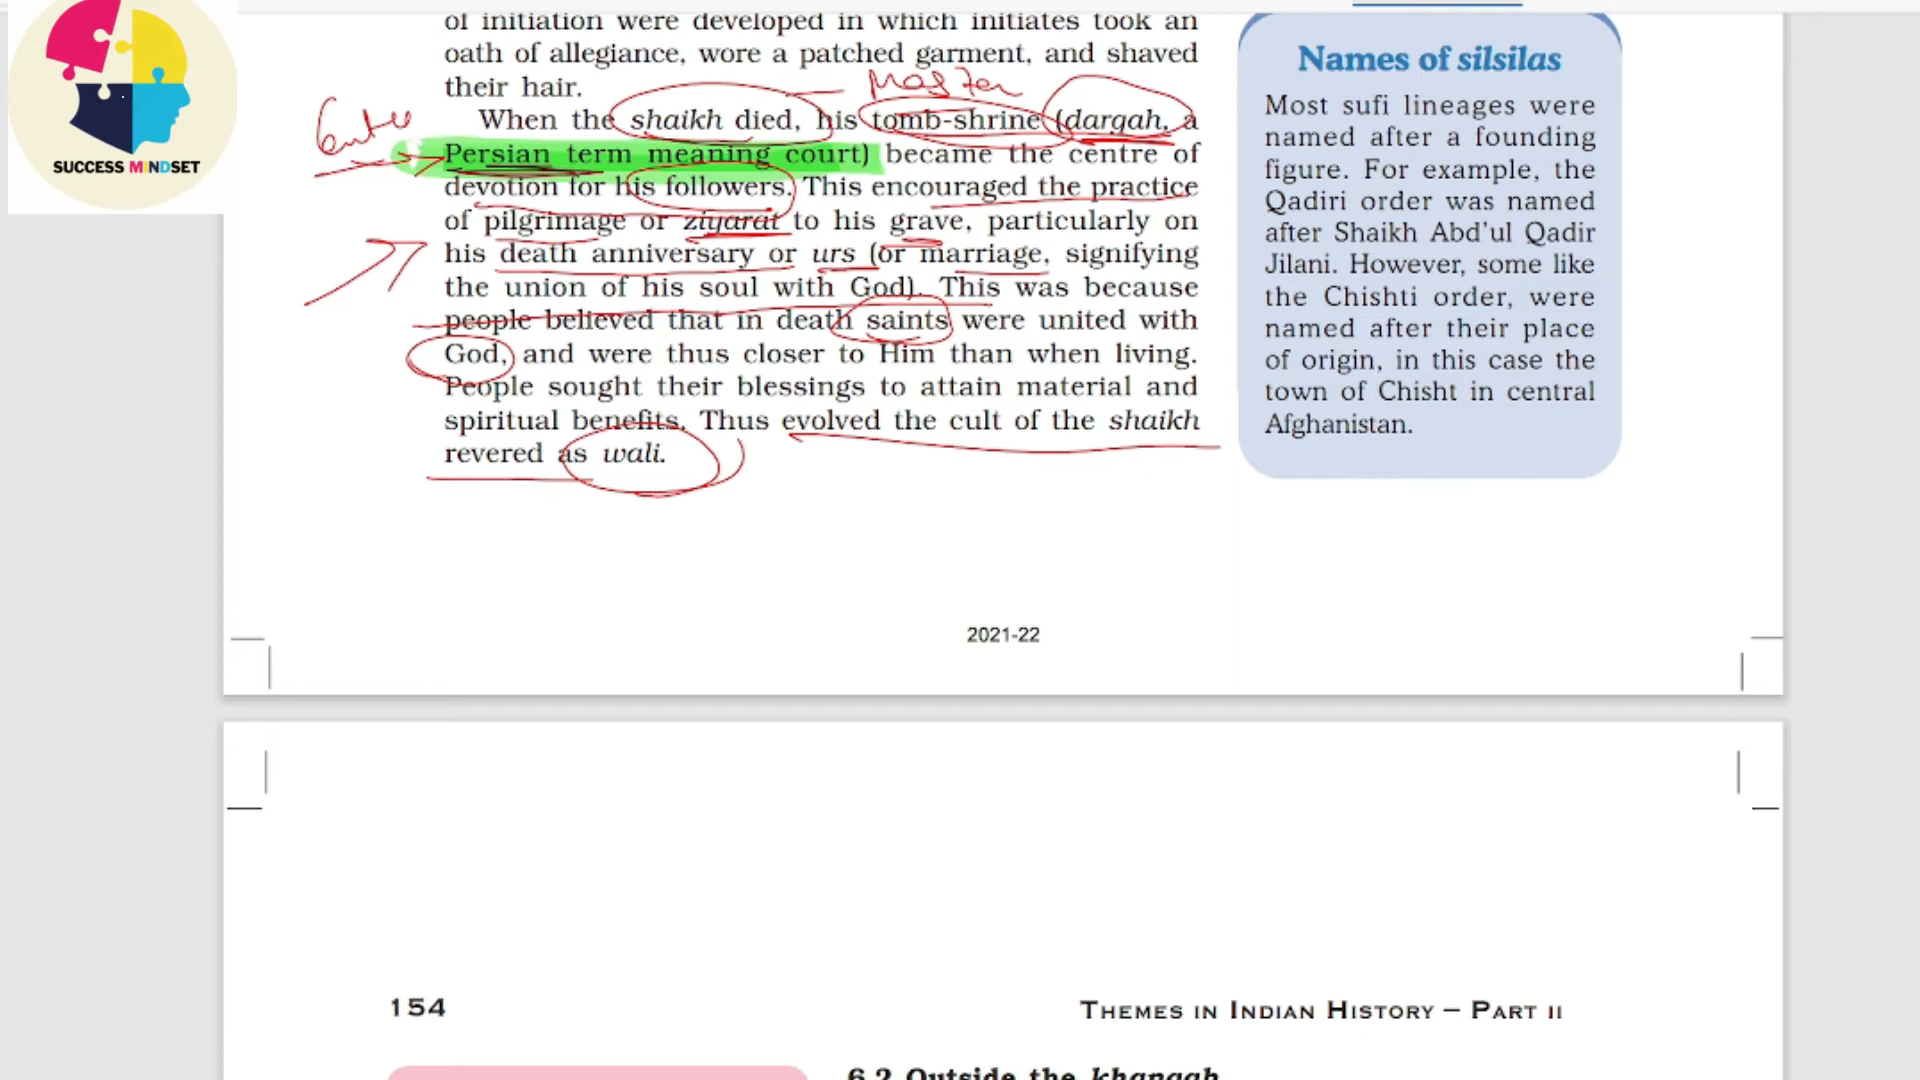 of initiation were developed in which initiates took an
oath of allegiance, wore a patched garment, and shaved
their hair.
Master
When the shaikh died, his tomb-shrine (dargah, a
Persian term meaning court) became the centre of
devotion for his followers. This encouraged the practice
of pilgrimage or ziyarat to his grave, particularly on
his death anniversary or urs (or marriage, signifying
the union of his soul with God). This was because
people believed that in death saints were united with
God, and were thus closer to Him than when living.
People sought their blessings to attain material and
spiritual benefits. Thus evolved the cult of the shaikh
revered as wali.
Names of silsilas
Most sufi lineages were
named after a founding
figure. For example, the
Qadiri order was named
after Shaikh Abd’ul Qadir
Jilani. However, some like
the Chishti order, were
named after their place
of origin, in this case the
town of Chisht in central
Afghanistan.
SUCCESS MINDSET
2021-22
154
THEMES IN INDIAN HISTORY – PART II
6.2 Outside the khanqah